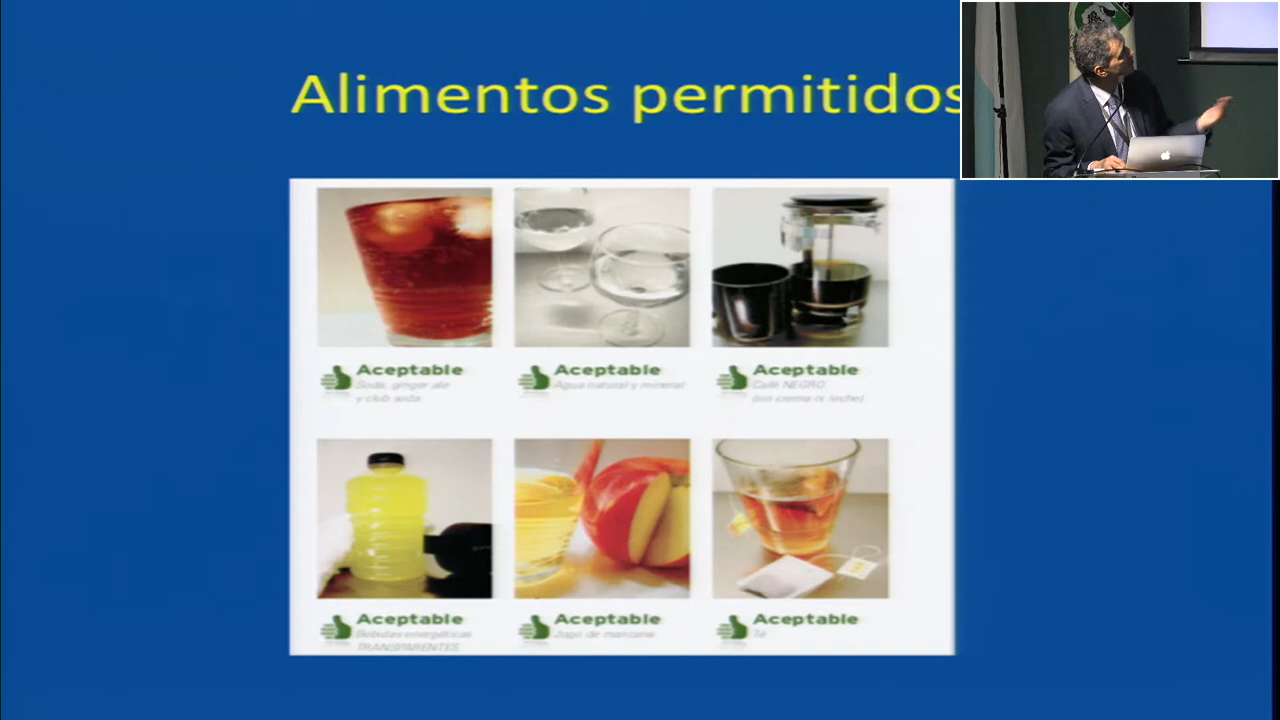 Alimentos permitidos
Aceptable
Soda, ginger ale
y club soda
Aceptable
Agua natural y mineral
Aceptable
Café NEGRO
(sin crema ni leche)
Aceptable
Bebidas energéticas
TRANSPARENTES
Aceptable
Jugo de manzana
Aceptable
Té